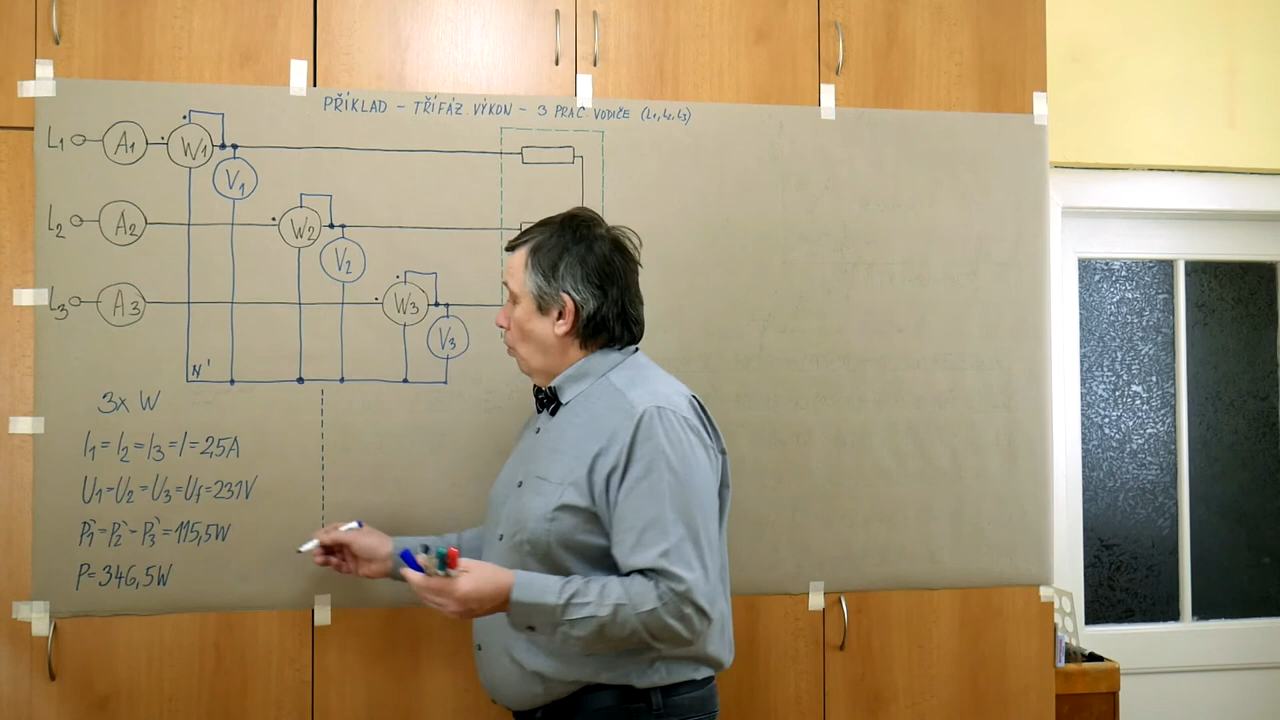 PŘÍKLAD – TŘÍFÁZ. VÝKON – 3 PRAC. VODIČE (L1, L2, L3)
L1 A1 W1
V1
L2 A2 W2
V2
L3 A3 W3
V3
N'
3x W
I1 = I2 = I3 = I = 2,5A
U1 = U2 = U3 = Uf = 231V
P1' = P2' = P3' = 115,5W
P = 346,5W